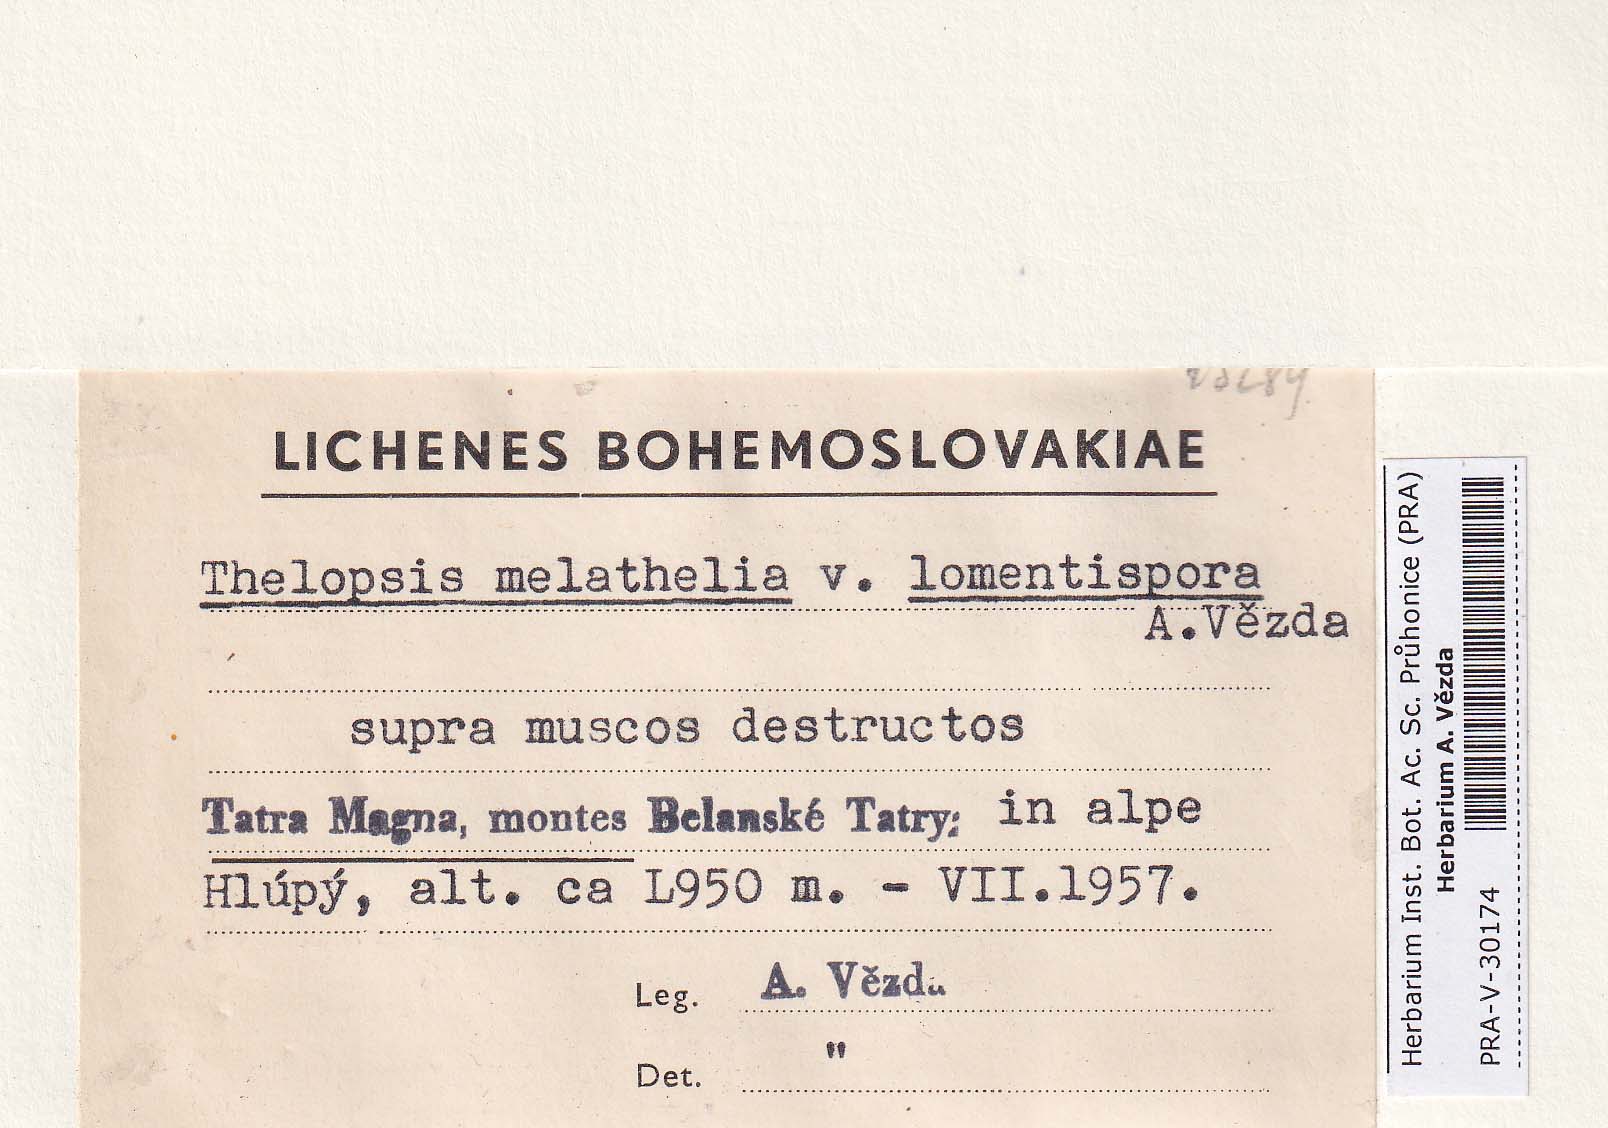 LICHENES BOHEMOSLOVAKIAE
Thelopsis melathelia v. lomentispora
A.Vězda
supra muscos destructos
Tatra Magna, montes Belanské Tatry; in alpe
Hlúpý, alt. ca L950 m. - VII.1957.
Leg. A. Vězda
Det. "
Herbarium Inst. Bot. Ac. Sc. Průhonice (PRA)
Herbarium A. Vězda
PRA-V-30174